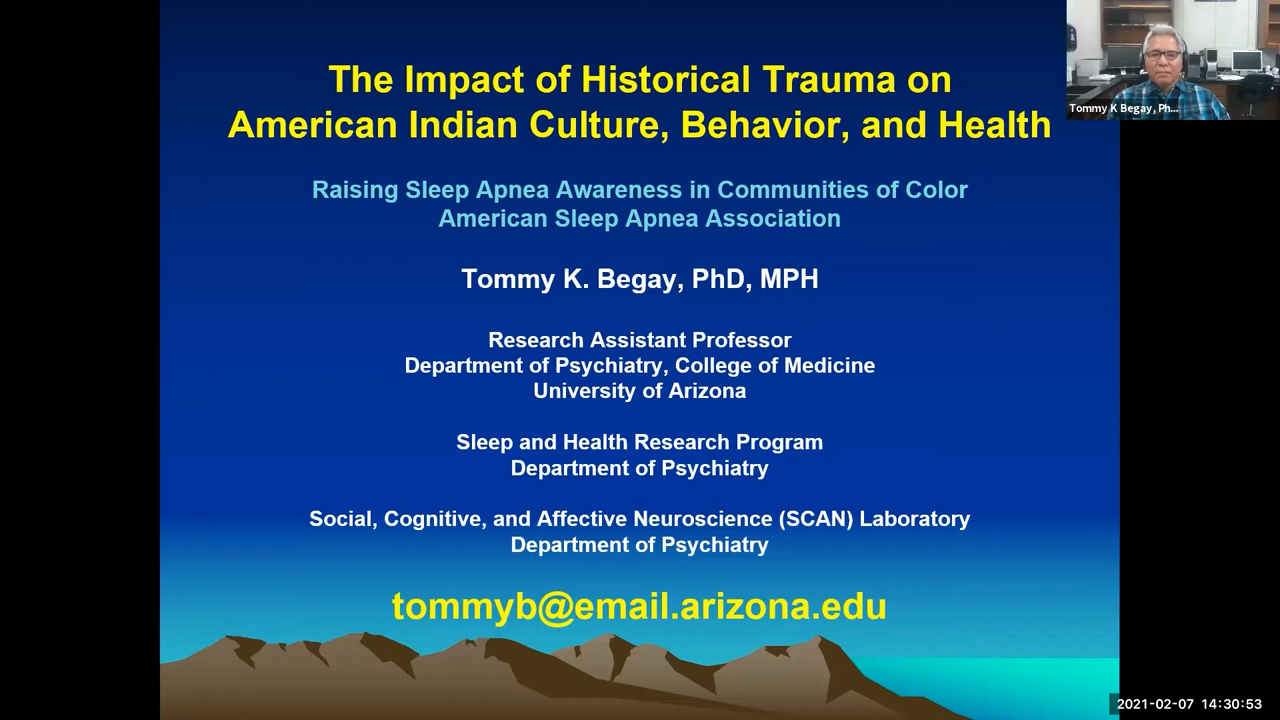 The Impact of Historical Trauma on
American Indian Culture, Behavior, and Health
Raising Sleep Apnea Awareness in Communities of Color
American Sleep Apnea Association
Tommy K. Begay, PhD, MPH
Research Assistant Professor
Department of Psychiatry, College of Medicine
University of Arizona
Sleep and Health Research Program
Department of Psychiatry
Social, Cognitive, and Affective Neuroscience (SCAN) Laboratory
Department of Psychiatry
tommyb@email.arizona.edu
Tommy K Begay, Ph...
2021-02-07 14:30:53